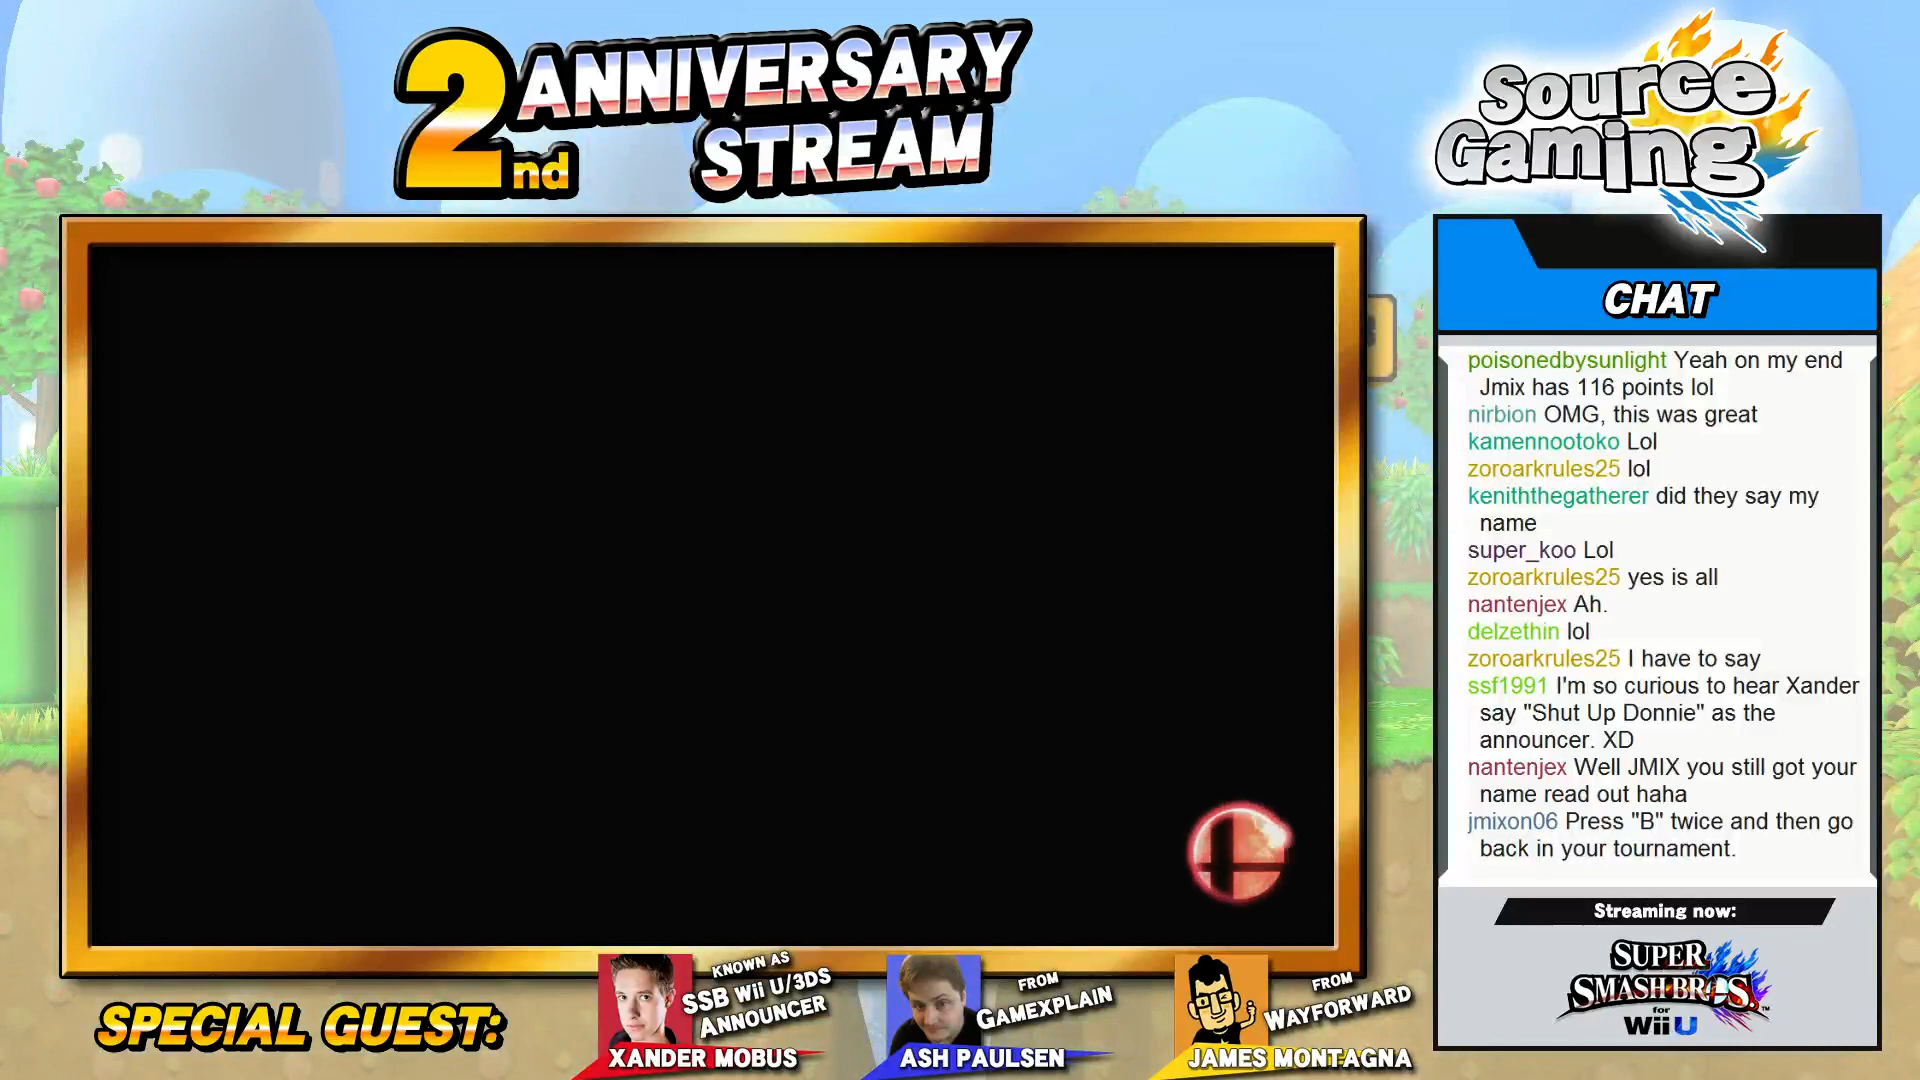 2nd ANNIVERSARY
STREAM
Source
Gaming
CHAT
poisonedbysunlight Yeah on my end
Jmix has 116 points lol
nirbion OMG, this was great
kamennootoko Lol
zoroarkrules25 lol
keniththegatherer did they say my
name
super_koo Lol
zoroarkrules25 yes is all
nantenjex Ah.
delzethin lol
zoroarkrules25 I have to say
ssf1991 I'm so curious to hear Xander
say "Shut Up Donnie" as the
announcer. XD
nantenjex Well JMIX you still got your
name read out haha
jmixon06 Press "B" twice and then go
back in your tournament.
Streaming now:
SUPER
SMASH BROS.™
for
Wii U
SPECIAL GUEST:
KNOWN AS
SSB Wii U/3DS
ANNOUNCER
XANDER MOBUS
FROM
GAMEXPLAIN
ASH PAULSEN
FROM
WAYFORWARD
JAMES MONTAGNA